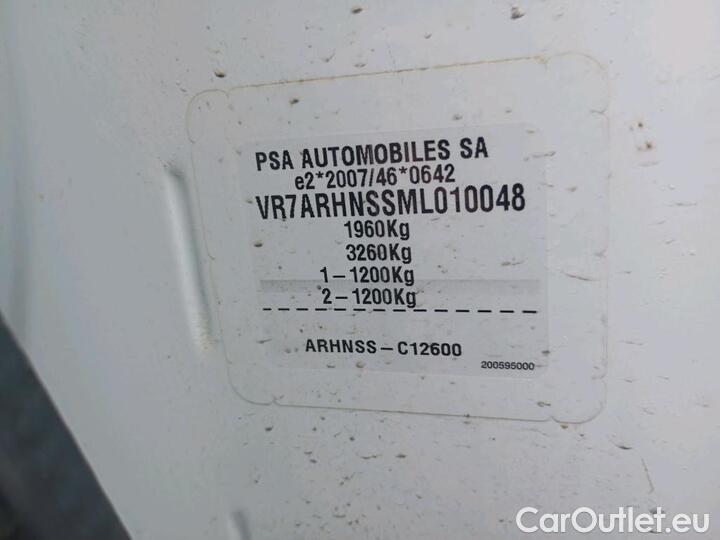 PSA AUTOMOBILES SA
e2*2007/46*0642
VR7ARHNSSML010048
1960Kg
3260Kg
1-1200Kg
2-1200Kg
ARHNSS-C12600
200595000
CarOutlet.eu